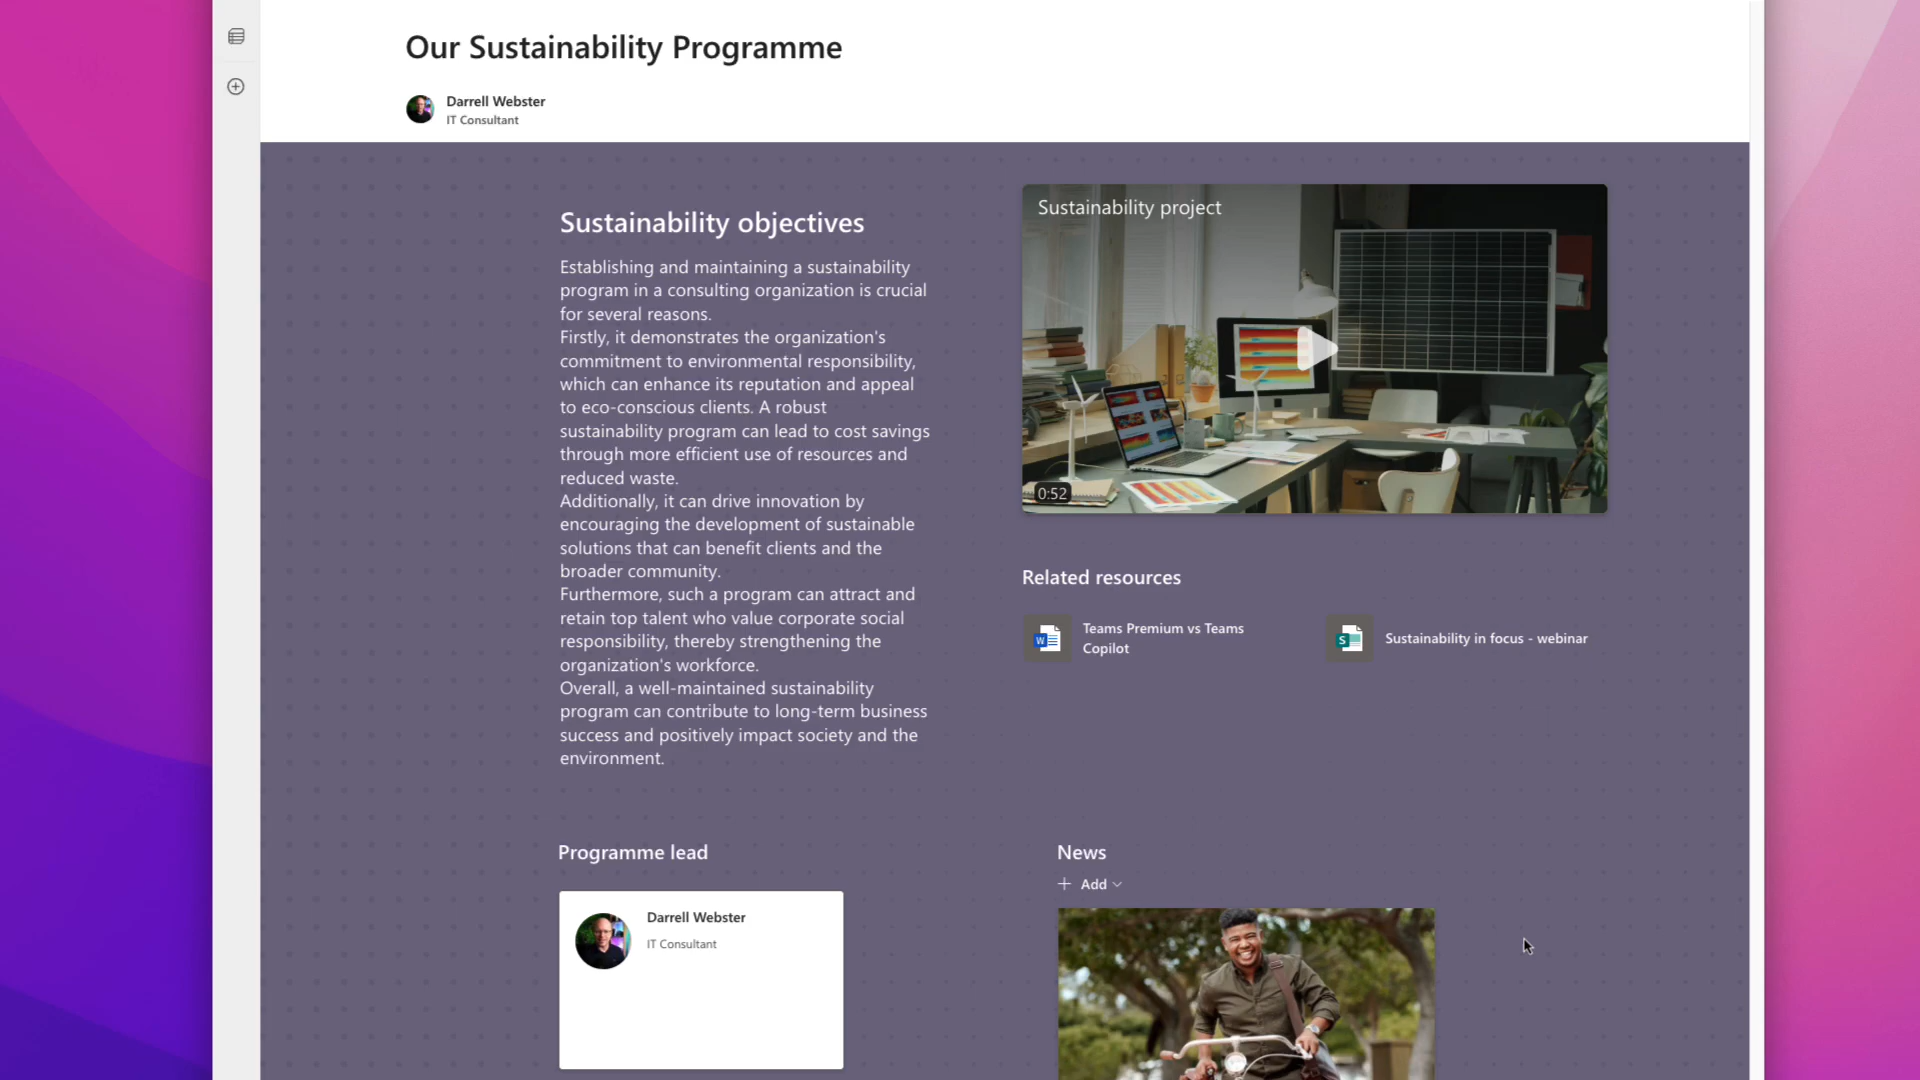 Our Sustainability Programme
Darrell Webster
IT Consultant
Sustainability objectives
Establishing and maintaining a sustainability
program in a consulting organization is crucial
for several reasons.
Firstly, it demonstrates the organization's
commitment to environmental responsibility,
which can enhance its reputation and appeal
to eco-conscious clients. A robust
sustainability program can lead to cost savings
through more efficient use of resources and
reduced waste.
Additionally, it can drive innovation by
encouraging the development of sustainable
solutions that can benefit clients and the
broader community.
Furthermore, such a program can attract and
retain top talent who value corporate social
responsibility, thereby strengthening the
organization's workforce.
Overall, a well-maintained sustainability
program can contribute to long-term business
success and positively impact society and the
environment.
Sustainability project
0:52
Related resources
W
Teams Premium vs Teams
Copilot
S
Sustainability in focus - webinar
Programme lead
Darrell Webster
IT Consultant
News
Add